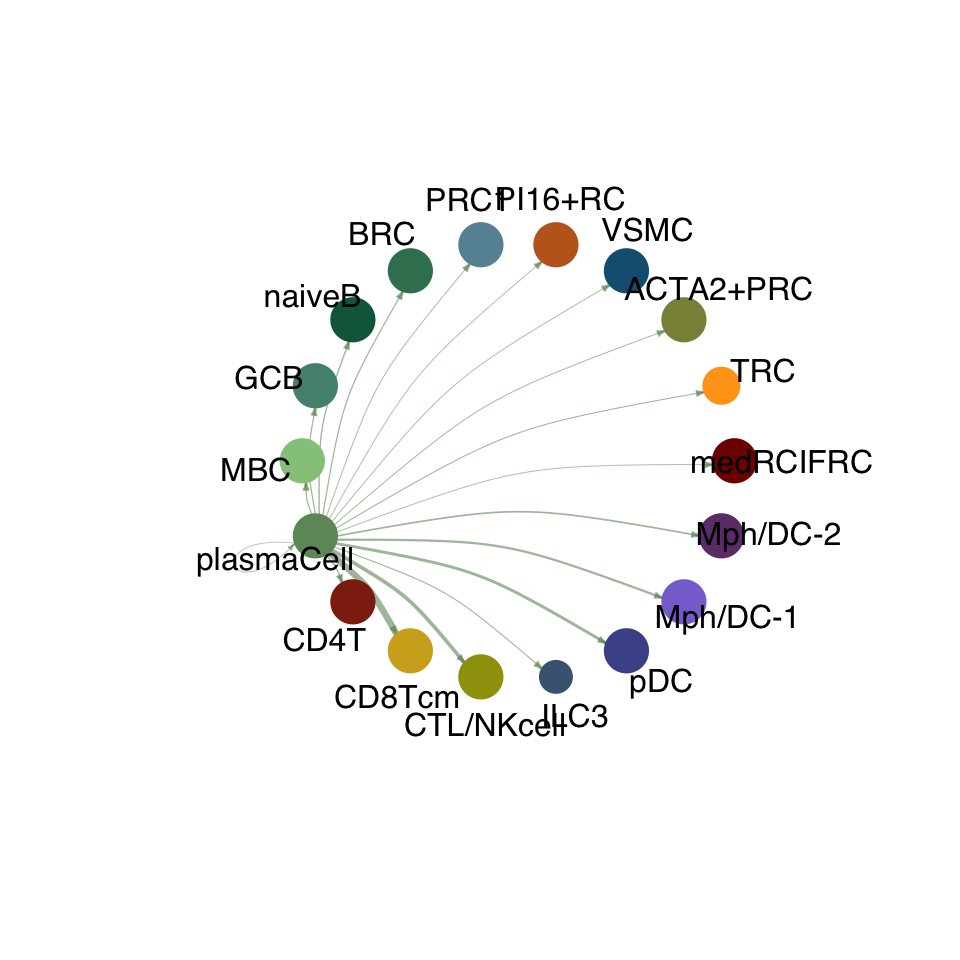 PRC1
PI16+RC
BRC
VSMC
naiveB
ACTA2+PRC
GCB
TRC
MBC
medRCIFRC
plasmaCell
Mph/DC-2
CD4T
Mph/DC-1
CD8Tcm
pDC
CTL/NKcell
ILC3